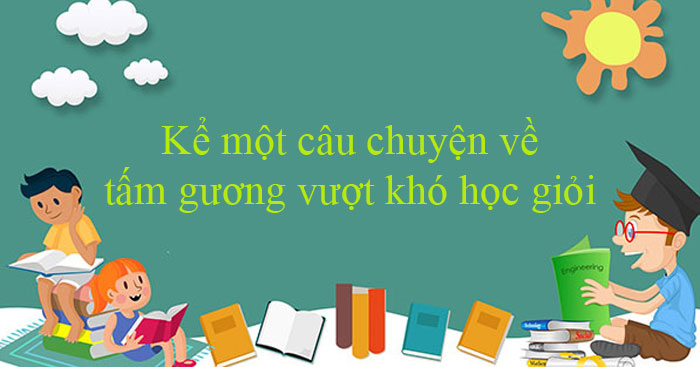 Kể một câu chuyện về
tấm gương vượt khó học giỏi
Engineering